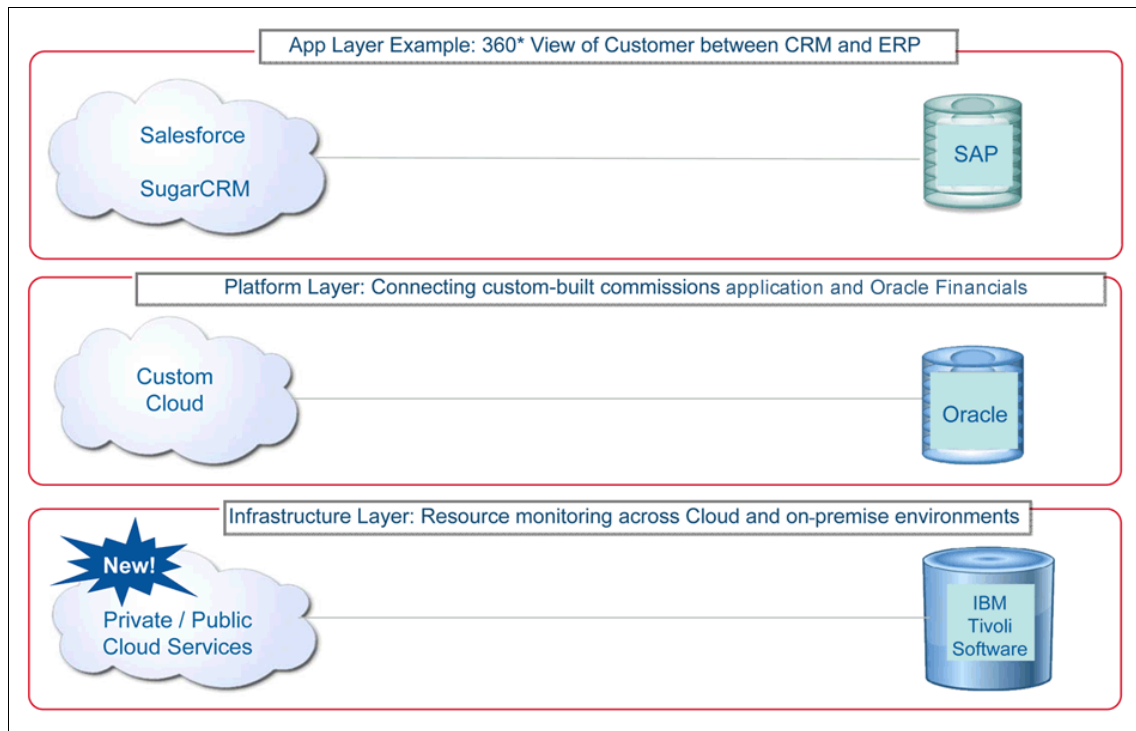 App Layer Example: 360* View of Customer between CRM and ERP
Salesforce
SugarCRM
SAP
Platform Layer: Connecting custom-built commissions application and Oracle Financials
Custom
Cloud
Oracle
Infrastructure Layer: Resource monitoring across Cloud and on-premise environments
New!
Private / Public
Cloud Services
IBM
Tivoli
Software